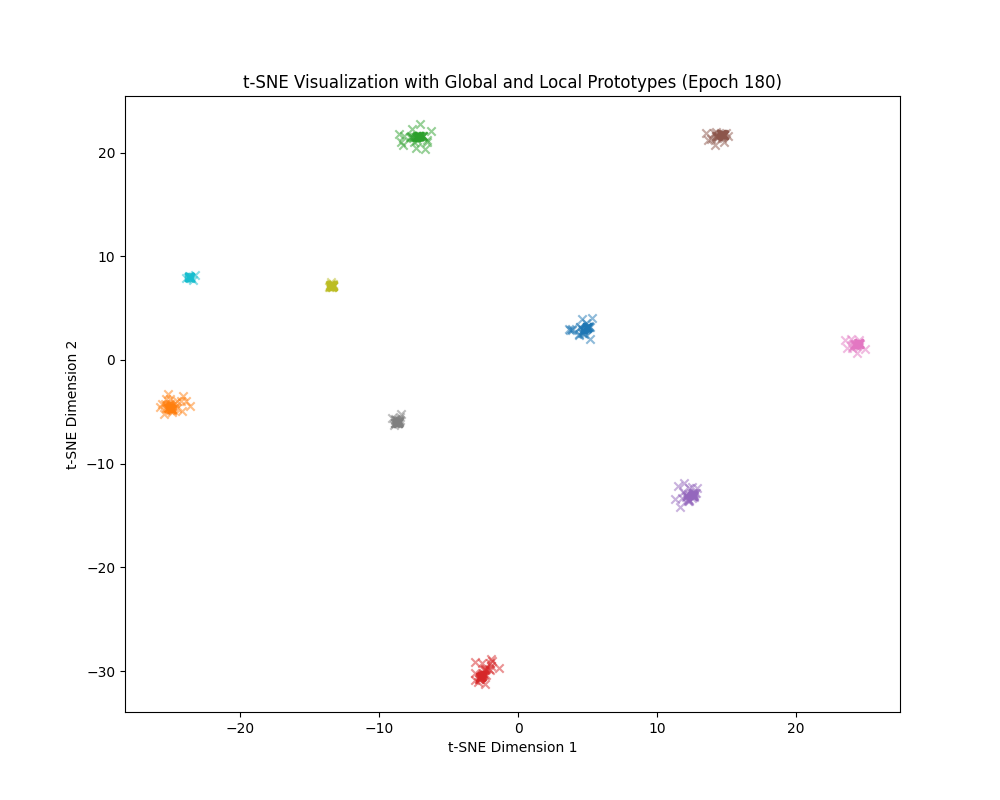 t-SNE Visualization with Global and Local Prototypes (Epoch 180)
20
10
0
−10
−20
−30
t-SNE Dimension 2
−20 −10 0 10 20
t-SNE Dimension 1